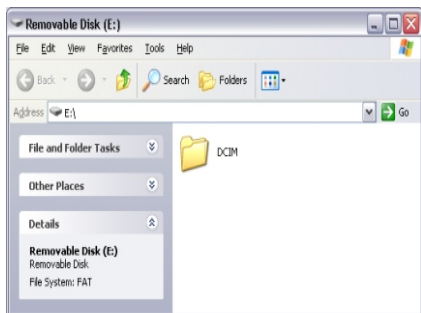 Removable Disk (E:)
File Edit View Favorites Tools Help
Back Search Folders
Address E:\ Go
File and Folder Tasks
DCIM
Other Places
Details
Removable Disk (E:)
Removable Disk
File System: FAT